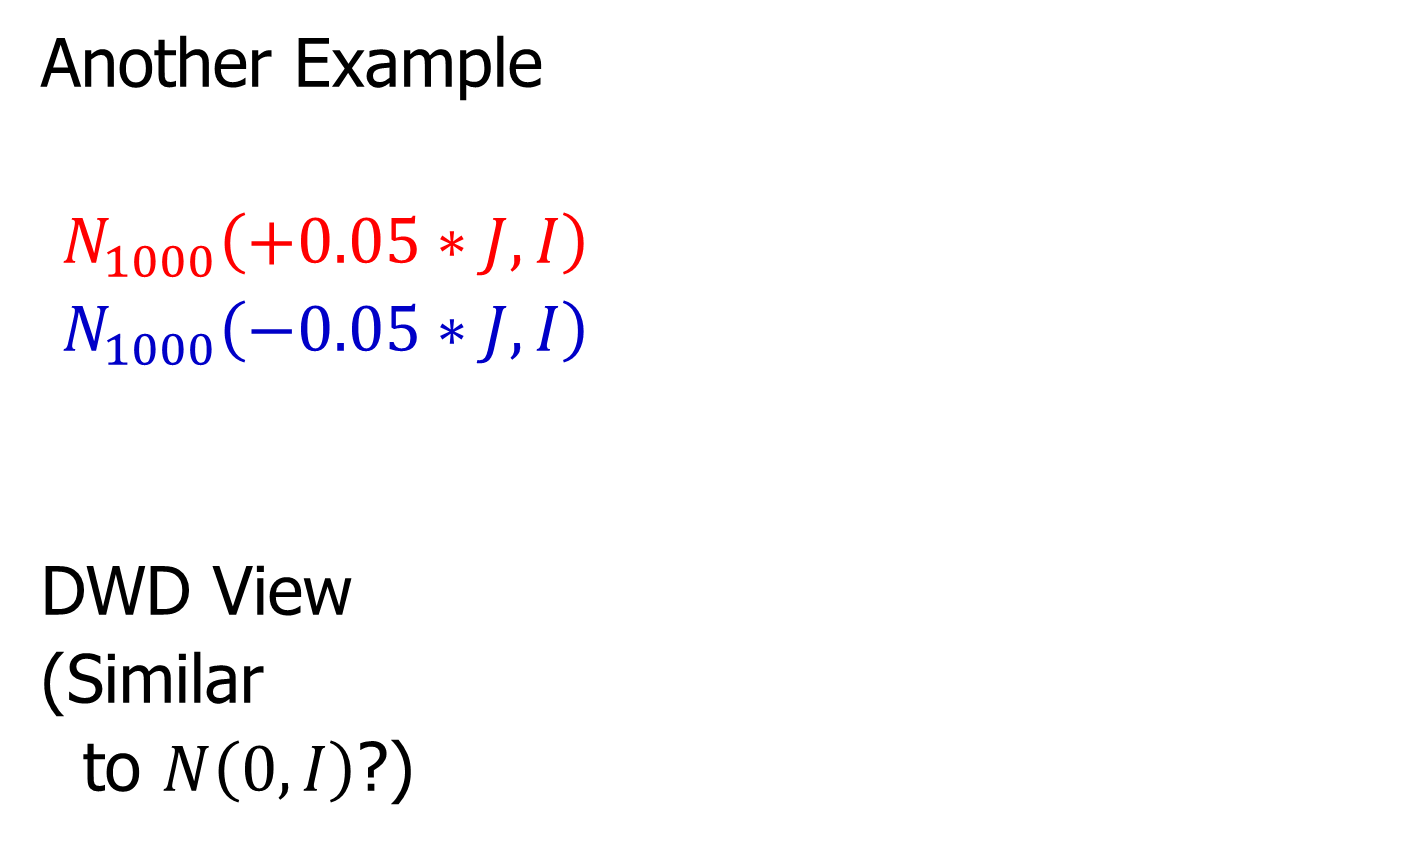 Another Example
N₁₀₀₀(+0.05 * J, I)
N₁₀₀₀(−0.05 * J, I)
DWD View
(Similar
to N(0, I)?)